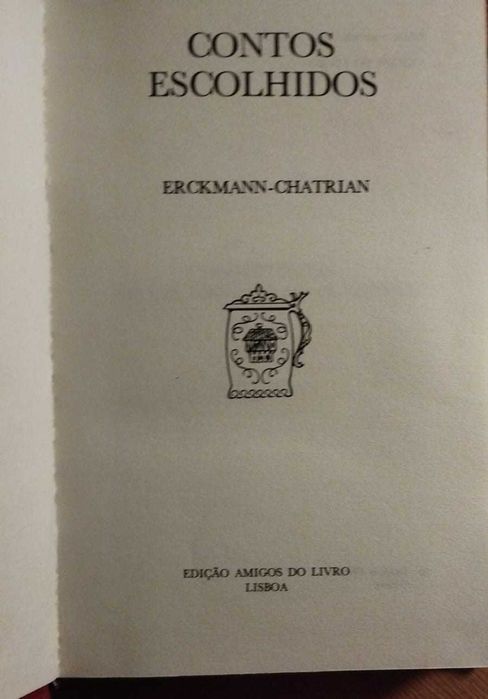 CONTOS
ESCOLHIDOS
ERCKMANN-CHATRIAN
EDIÇÃO AMIGOS DO LIVRO
LISBOA